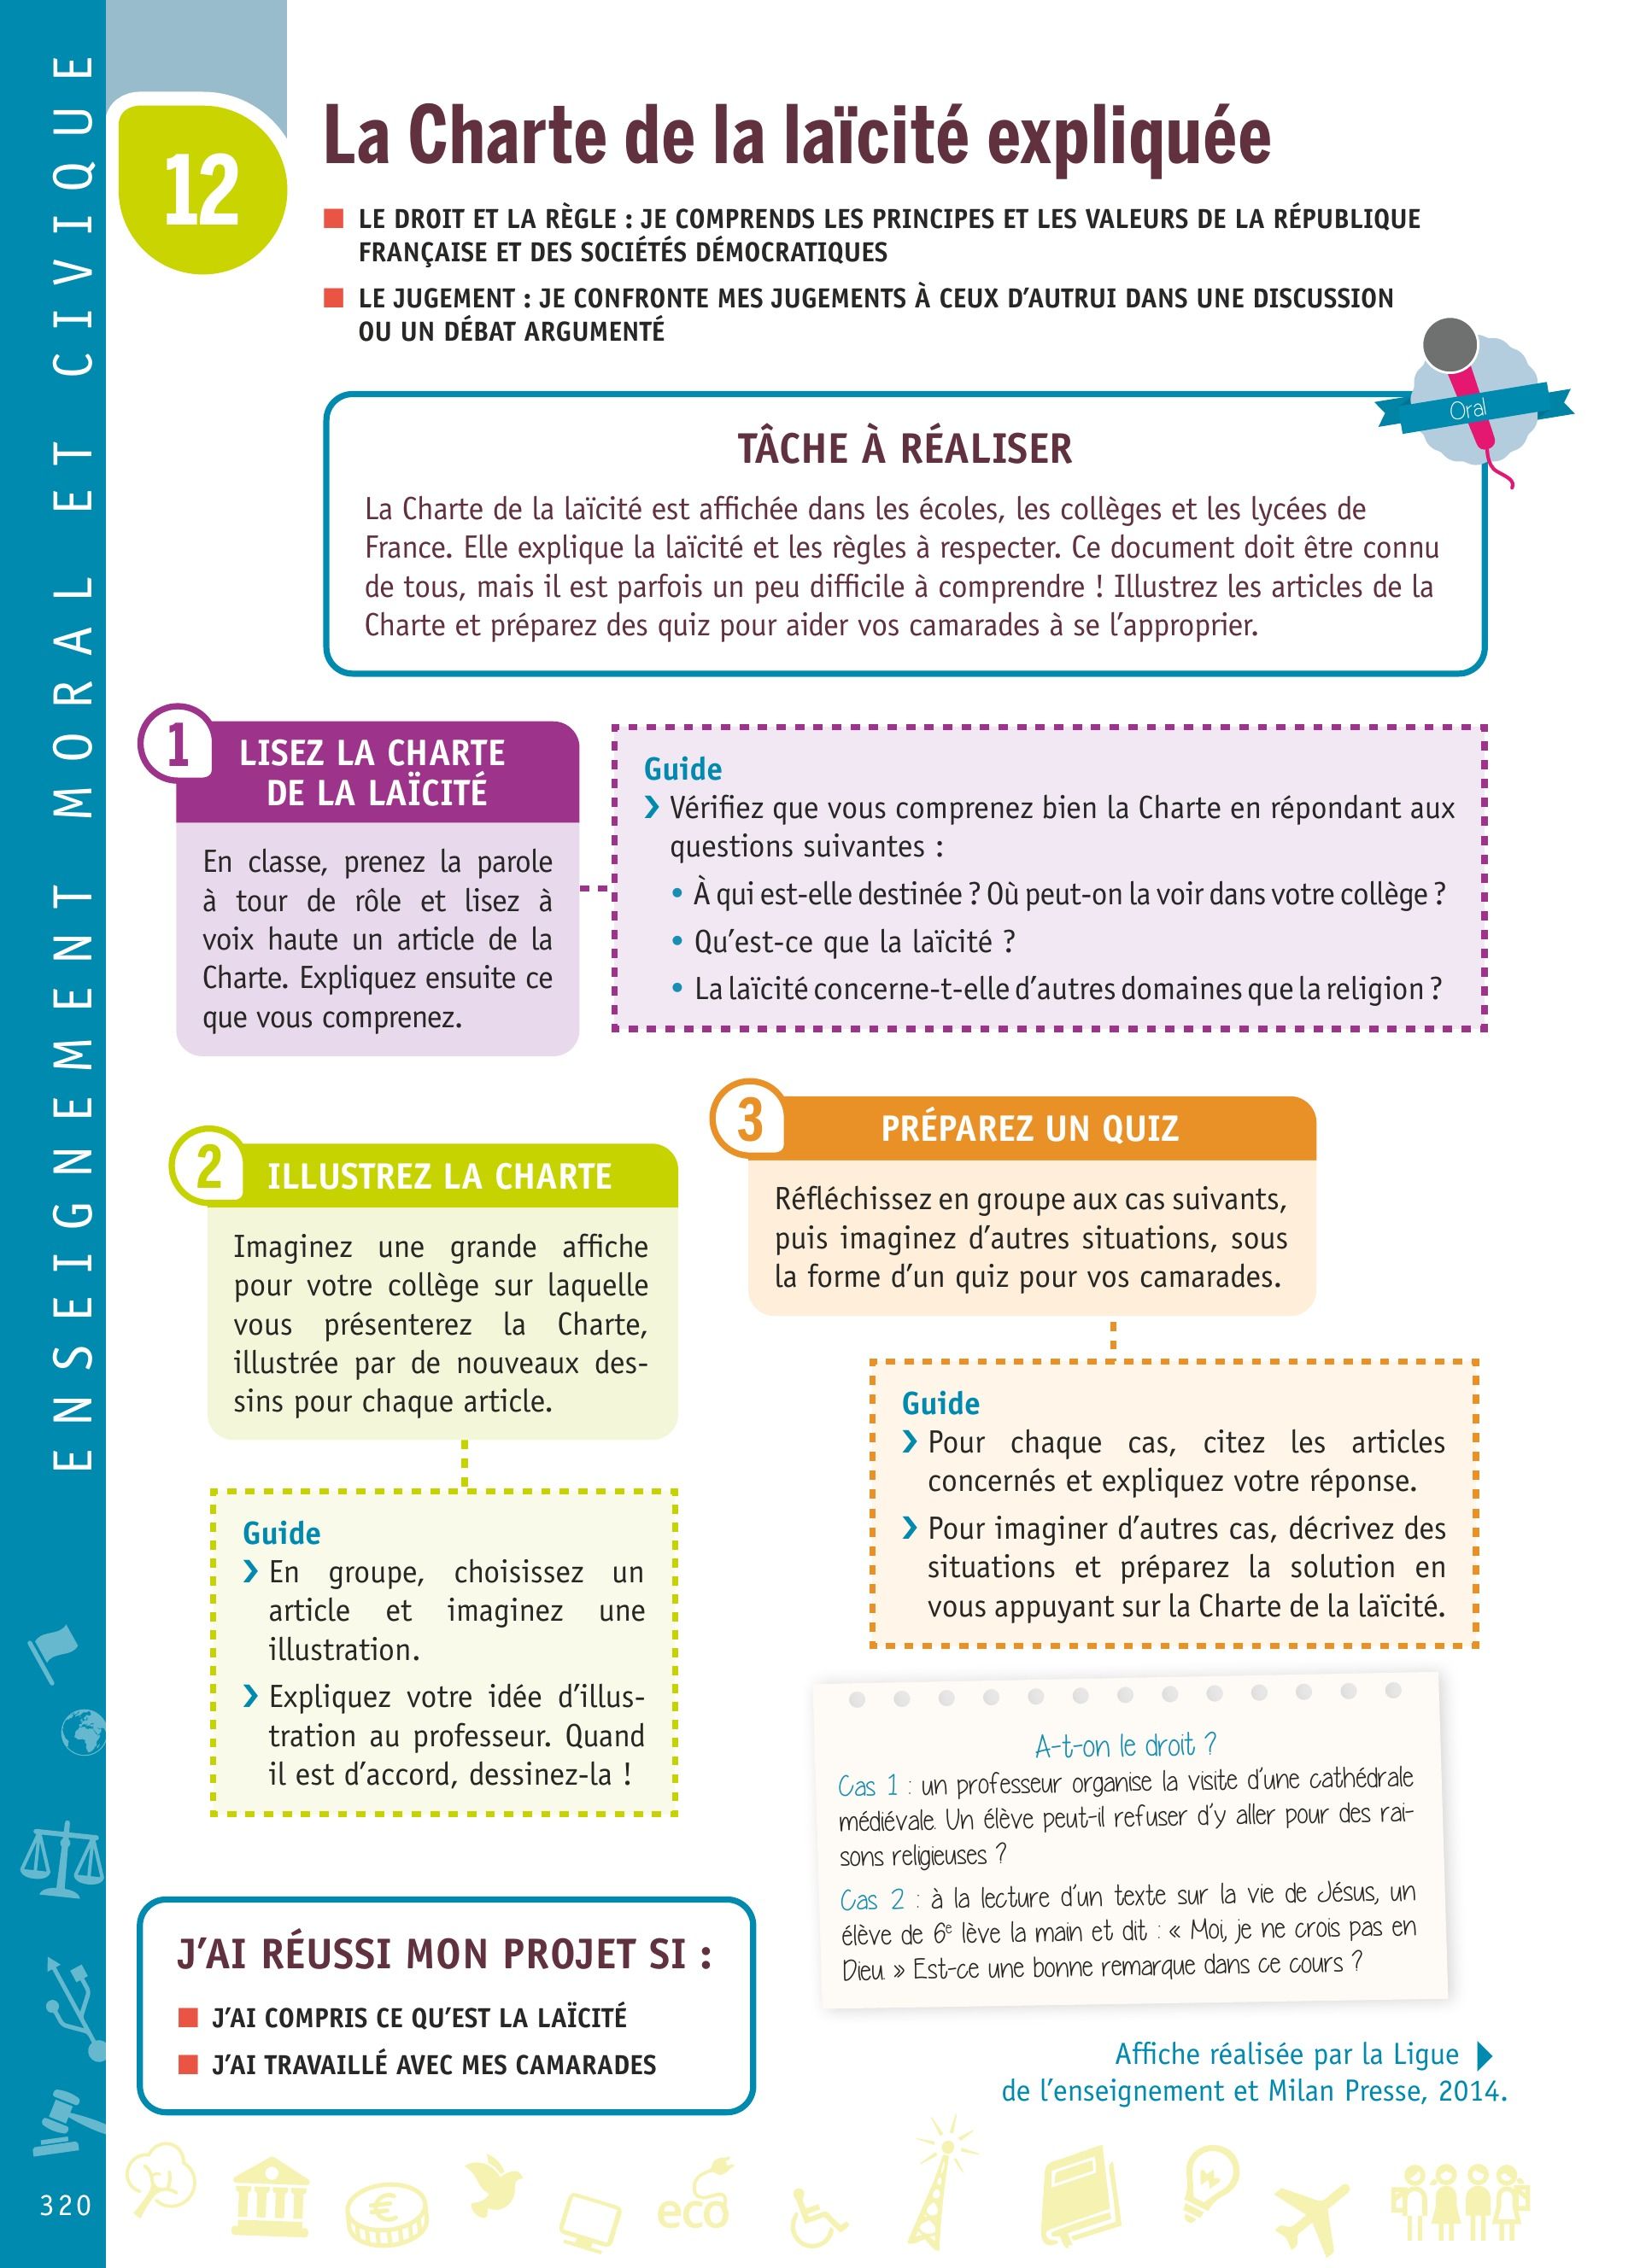 ENSEIGNEMENT MORAL ET CIVIQUE
12
La Charte de la laïcité expliquée
LE DROIT ET LA RÈGLE : JE COMPRENDS LES PRINCIPES ET LES VALEURS DE LA RÉPUBLIQUE
FRANÇAISE ET DES SOCIÉTÉS DÉMOCRATIQUES
LE JUGEMENT : JE CONFRONTE MES JUGEMENTS À CEUX D’AUTRUI DANS UNE DISCUSSION
OU UN DÉBAT ARGUMENTÉ
Oral
TÂCHE À RÉALISER
La Charte de la laïcité est affichée dans les écoles, les collèges et les lycées de
France. Elle explique la laïcité et les règles à respecter. Ce document doit être connu
de tous, mais il est parfois un peu difficile à comprendre ! Illustrez les articles de la
Charte et préparez des quiz pour aider vos camarades à se l’approprier.
1
LISEZ LA CHARTE
DE LA LAÏCITÉ
En classe, prenez la parole
à tour de rôle et lisez à
voix haute un article de la
Charte. Expliquez ensuite ce
que vous comprenez.
Guide
› Vérifiez que vous comprenez bien la Charte en répondant aux
questions suivantes :
• À qui est-elle destinée ? Où peut-on la voir dans votre collège ?
• Qu’est-ce que la laïcité ?
• La laïcité concerne-t-elle d’autres domaines que la religion ?
2
ILLUSTREZ LA CHARTE
Imaginez une grande affiche
pour votre collège sur laquelle
vous présenterez la Charte,
illustrée par de nouveaux des-
sins pour chaque article.
Guide
› En groupe, choisissez un
article et imaginez une
illustration.
› Expliquez votre idée d’illus-
tration au professeur. Quand
il est d’accord, dessinez-la !
3
PRÉPAREZ UN QUIZ
Réfléchissez en groupe aux cas suivants,
puis imaginez d’autres situations, sous
la forme d’un quiz pour vos camarades.
Guide
› Pour chaque cas, citez les articles
concernés et expliquez votre réponse.
› Pour imaginer d’autres cas, décrivez des
situations et préparez la solution en
vous appuyant sur la Charte de la laïcité.
A-t-on le droit ?
Cas 1 : un professeur organise la visite d’une cathédrale
médiévale. Un élève peut-il refuser d’y aller pour des rai-
sons religieuses ?
Cas 2 : à la lecture d’un texte sur la vie de Jésus, un
élève de 6e lève la main et dit : « Moi, je ne crois pas en
Dieu. » Est-ce une bonne remarque dans ce cours ?
J’AI RÉUSSI MON PROJET SI :
J’AI COMPRIS CE QU’EST LA LAÏCITÉ
J’AI TRAVAILLÉ AVEC MES CAMARADES
Affiche réalisée par la Ligue
de l’enseignement et Milan Presse, 2014.
eco
320